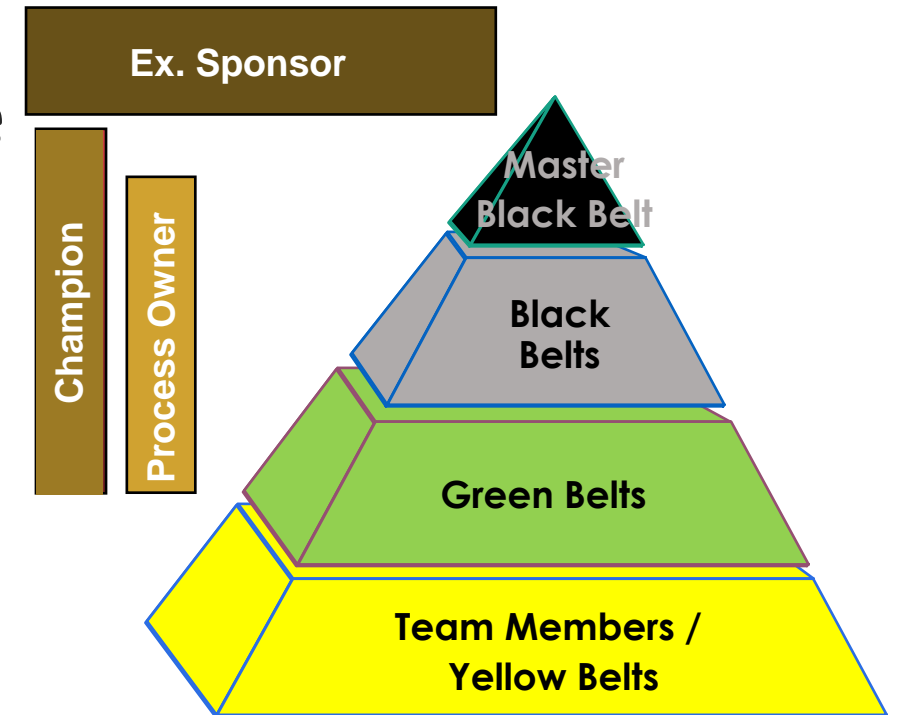 Ex. Sponsor
Champion
Process Owner
Master
Black Belt
Black
Belts
Green Belts
Team Members /
Yellow Belts